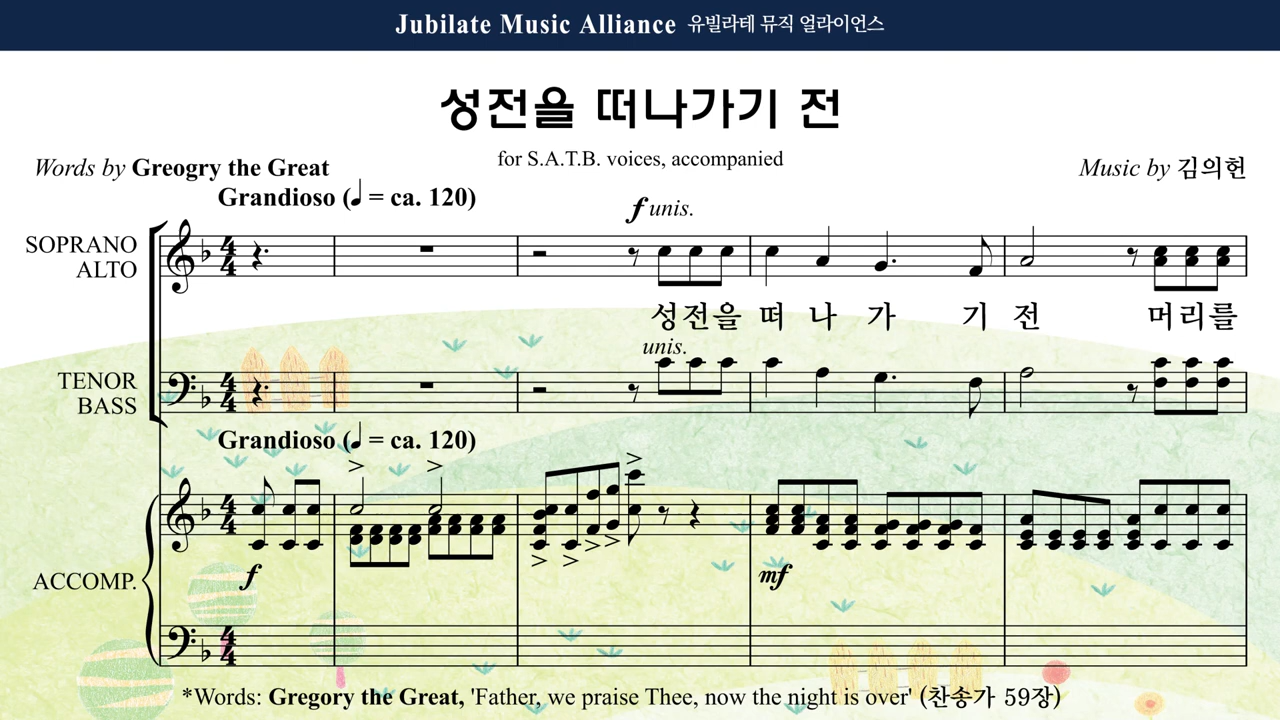 Jubilate Music Alliance 유빌라테 뮤직 얼라이언스
성전을 떠나가기 전
for S.A.T.B. voices, accompanied
Words by Greogry the Great
Music by 김의헌
Grandioso (♩ = ca. 120)
f unis.
SOPRANO
ALTO
성전을 떠 나 가 기 전 머리를
unis.
TENOR
BASS
Grandioso (♩ = ca. 120)
ACCOMP.
f
mf
*Words: Gregory the Great, 'Father, we praise Thee, now the night is over' (찬송가 59장)